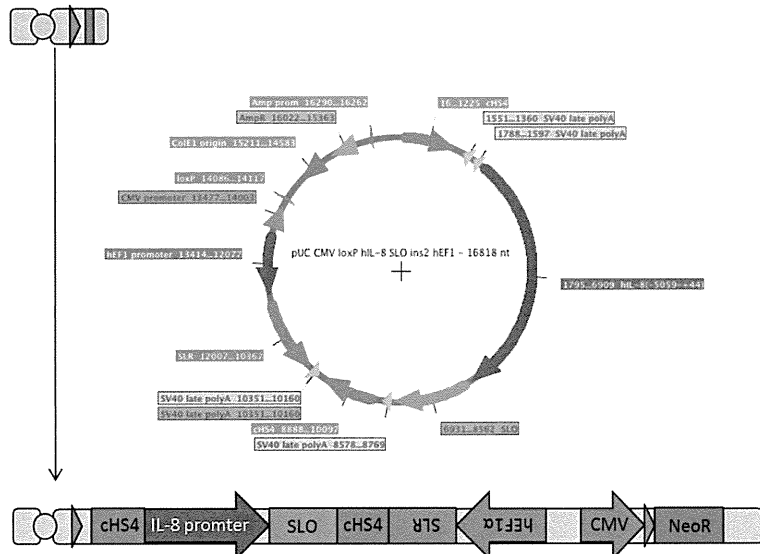 Amp prom 16290..16262
AmpR 16022..15363
ColE1 origin 15211..14583
loxP 14086..14117
CMV promoter 13477..14003
hEF1 promoter 13414..12077
SLR 12007..10367
SV40 late polyA 10351..10160
SV40 late polyA 10351..10160
cHS4 8888..10097
SV40 late polyA 8578..8769
16..1225 cHS4
1551..1360 SV40 late polyA
1788..1597 SV40 late polyA
pUC CMV loxP hIL-8 SLO ins2 hEF1 - 16818 nt
1795..6909 hIL-8(-5059 +44)
6931..8562 SLO
cHS4 IL-8 promter SLO cHS4 SLR hEF1α CMV NeoR